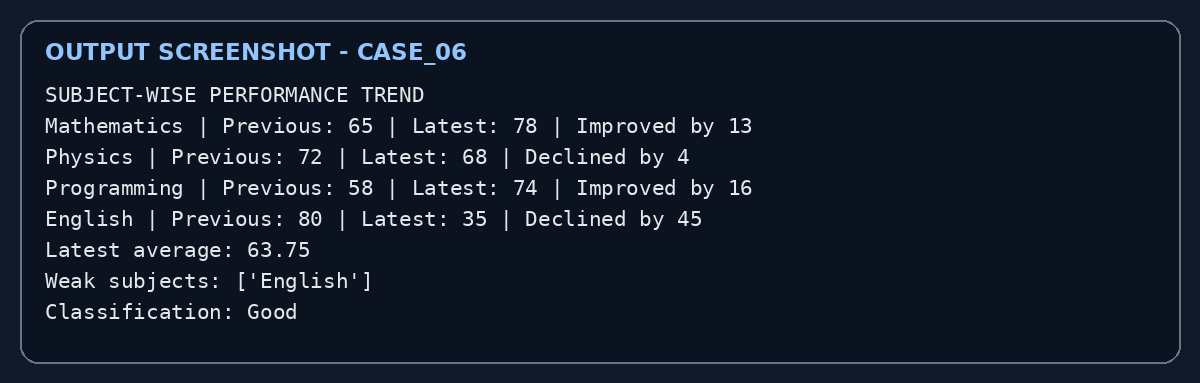 OUTPUT SCREENSHOT - CASE_06
SUBJECT-WISE PERFORMANCE TREND
Mathematics | Previous: 65 | Latest: 78 | Improved by 13
Physics | Previous: 72 | Latest: 68 | Declined by 4
Programming | Previous: 58 | Latest: 74 | Improved by 16
English | Previous: 80 | Latest: 35 | Declined by 45
Latest average: 63.75
Weak subjects: ['English']
Classification: Good